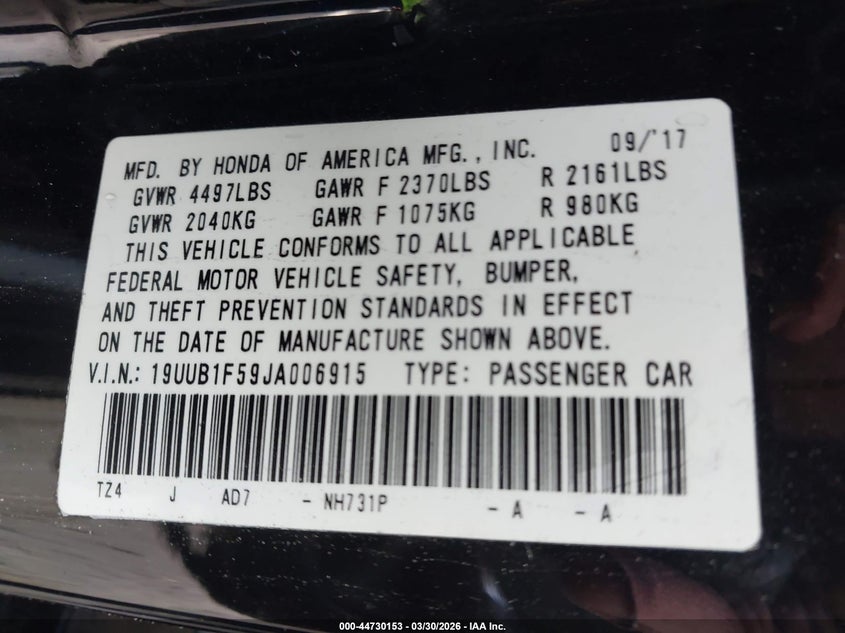 MFD. BY HONDA OF AMERICA MFG., INC. 09/'17
GVWR 4497LBS GAWR F 2370LBS R 2161LBS
GVWR 2040KG GAWR F 1075KG R 980KG
THIS VEHICLE CONFORMS TO ALL APPLICABLE
FEDERAL MOTOR VEHICLE SAFETY, BUMPER,
AND THEFT PREVENTION STANDARDS IN EFFECT
ON THE DATE OF MANUFACTURE SHOWN ABOVE.
V.I.N.: 19UUB1F59JA006915 TYPE: PASSENGER CAR
TZ4 J AD7 - NH731P - A - A
000-44730153 - 03/30/2026 - IAA Inc.